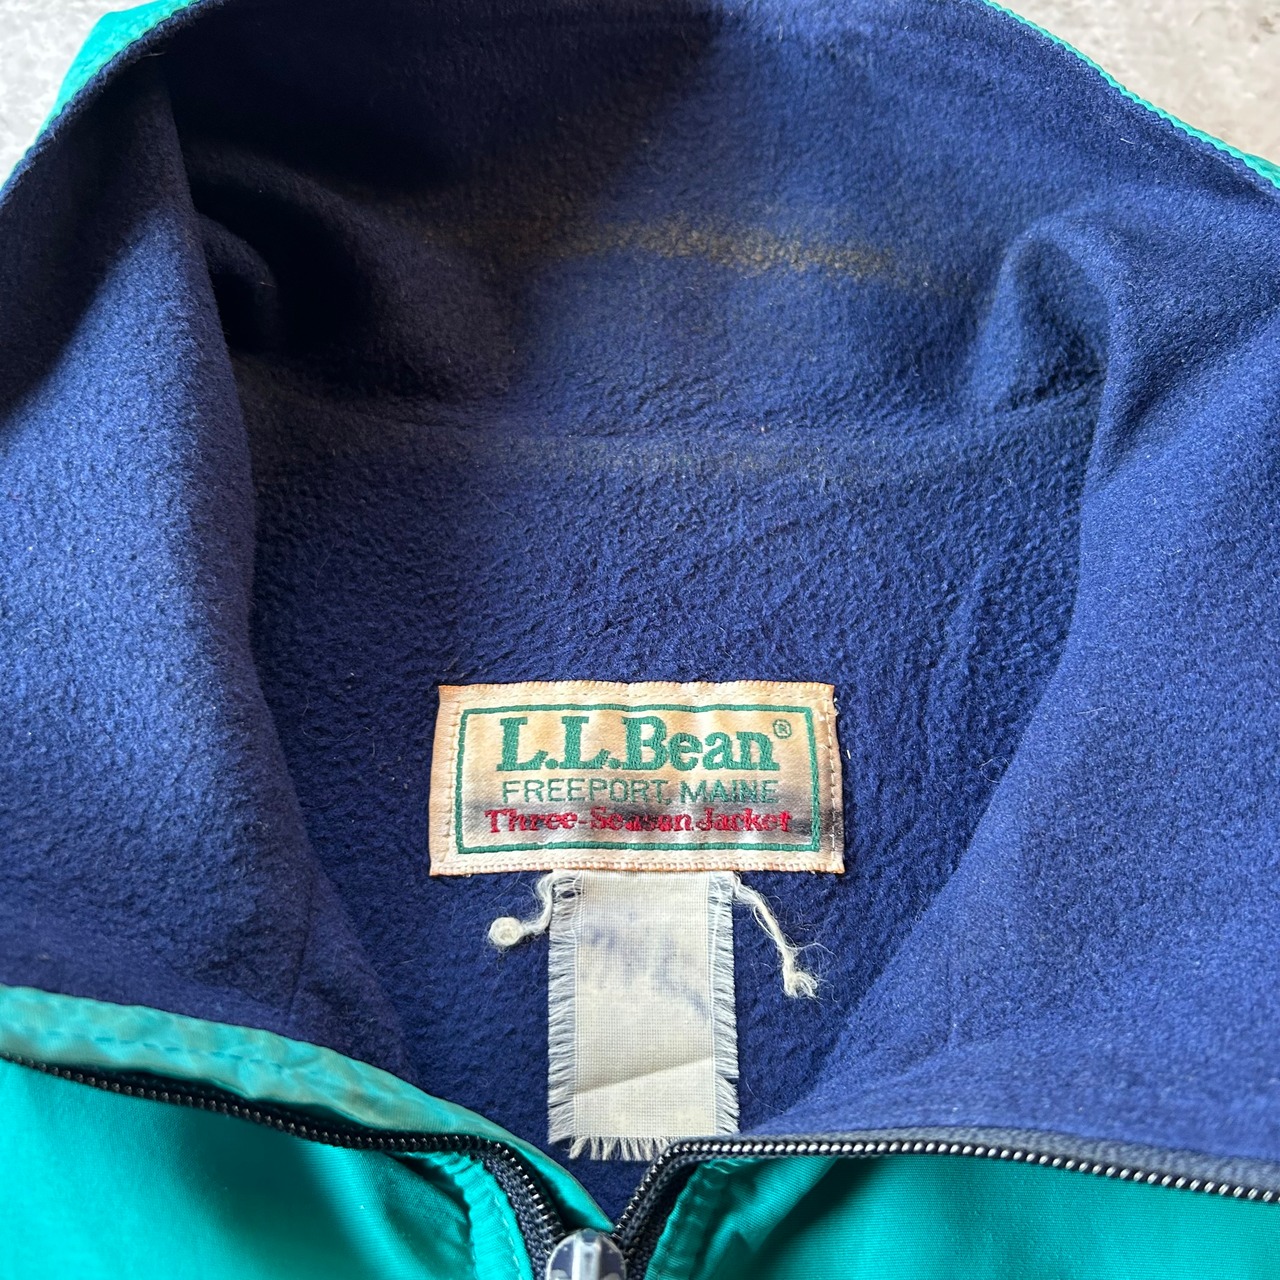 L.L.Bean®
FREEPORT, MAINE
Three-Season Jacket